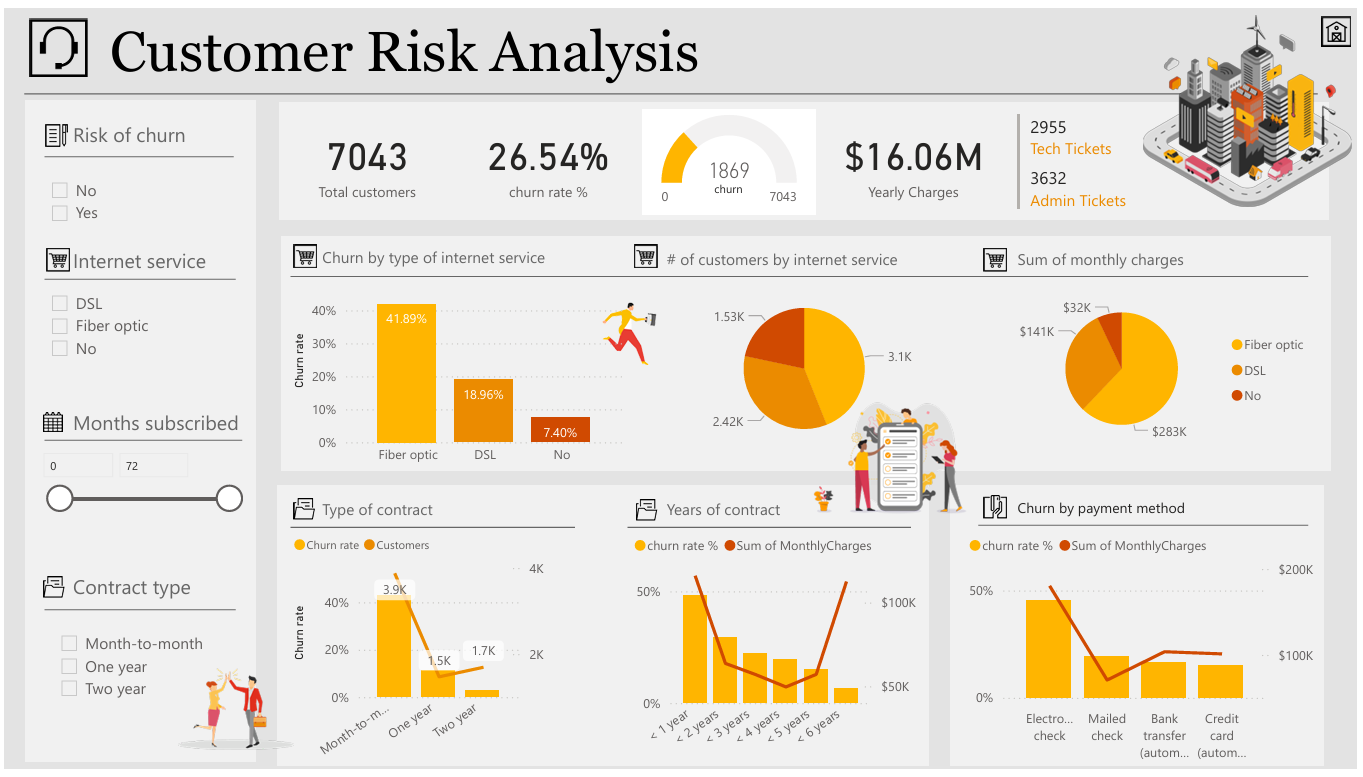 Customer Risk Analysis
Risk of churn
No
Yes
Internet service
DSL
Fiber optic
No
Months subscribed
0 72
Contract type
Month-to-month
One year
Two year
7043
Total customers
26.54%
churn rate %
1869
churn
0 7043
$16.06M
Yearly Charges
2955
Tech Tickets
3632
Admin Tickets
Churn by type of internet service
Churn rate
40%
30%
20%
10%
0%
41.89%
18.96%
7.40%
Fiber optic DSL No
# of customers by internet service
1.53K
3.1K
2.42K
Sum of monthly charges
$32K
$141K
$283K
Fiber optic
DSL
No
Type of contract
Churn rate Customers
Churn rate
40%
20%
0%
4K
2K
3.9K
1.5K
1.7K
Month-to-m... One year Two year
Years of contract
churn rate % Sum of MonthlyCharges
50%
0%
$100K
$50K
< 1 year < 2 years < 3 years < 4 years < 5 years < 6 years
Churn by payment method
churn rate % Sum of MonthlyCharges
50%
0%
$200K
$100K
Electro... Mailed Bank Credit
check check transfer card
(autom... (autom...